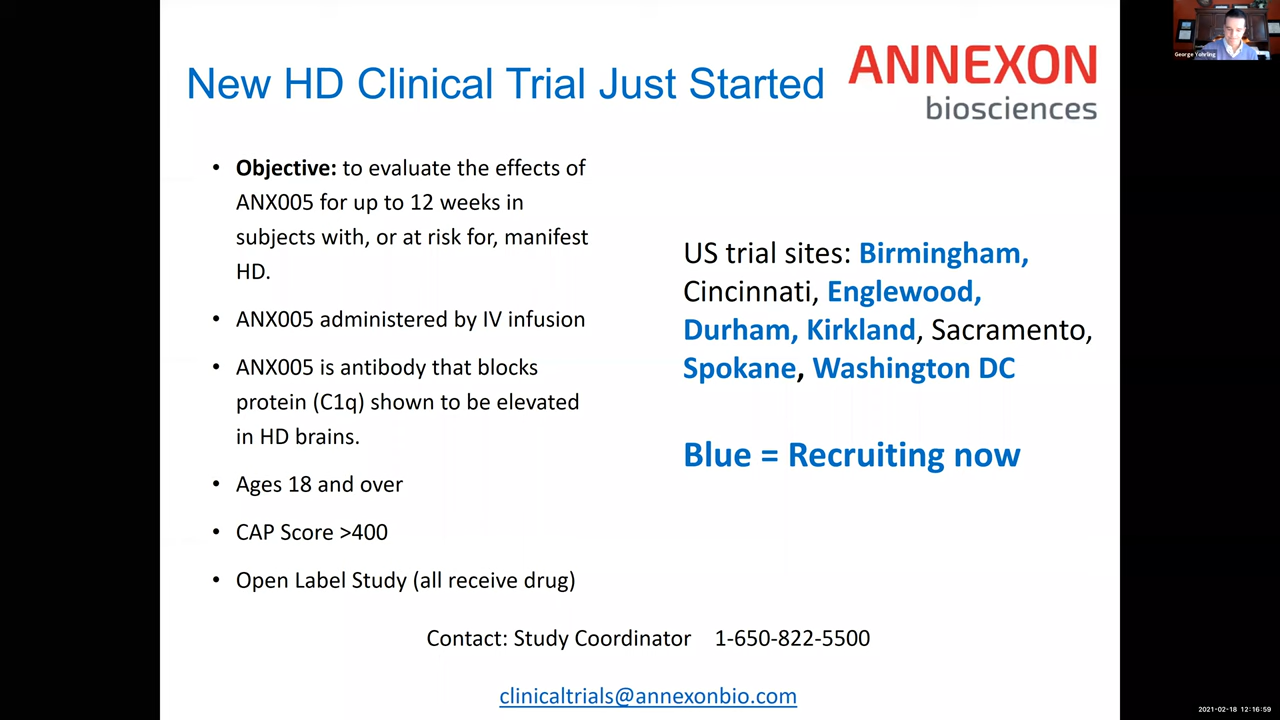 New HD Clinical Trial Just Started
ANNEXON
biosciences
George Yohrling
• Objective: to evaluate the effects of
ANX005 for up to 12 weeks in
subjects with, or at risk for, manifest
HD.
• ANX005 administered by IV infusion
• ANX005 is antibody that blocks
protein (C1q) shown to be elevated
in HD brains.
• Ages 18 and over
• CAP Score >400
• Open Label Study (all receive drug)
US trial sites: Birmingham,
Cincinnati, Englewood,
Durham, Kirkland, Sacramento,
Spokane, Washington DC
Blue = Recruiting now
Contact: Study Coordinator 1-650-822-5500
clinicaltrials@annexonbio.com
2021-02-18 12:16:59